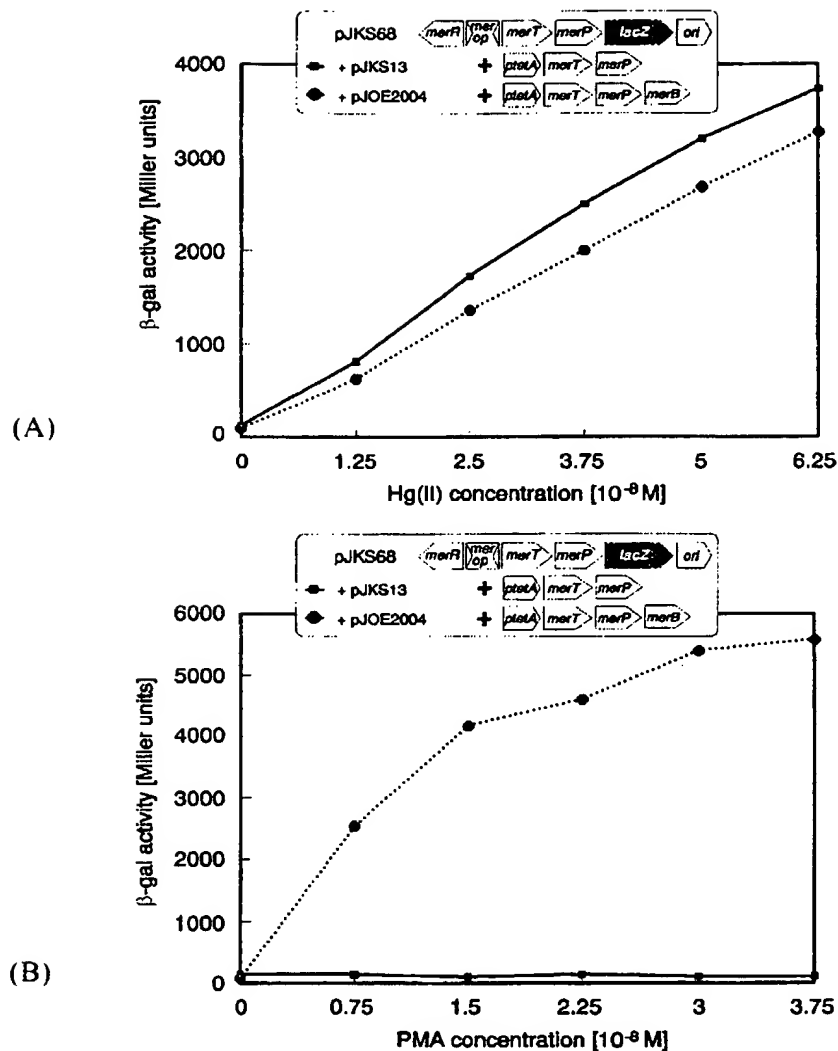 pJKS68 merR mer op merT merP lacZ ori
+ pJKS13 + ptetA merT merP
+ pJOE2004 + ptetA merT merP merB
4000
3000
2000
1000
0
β-gal activity [Miller units]
0 1.25 2.5 3.75 5 6.25
Hg(II) concentration [10⁻⁸ M]
(A)
pJKS68 merR mer op merT merP lacZ ori
+ pJKS13 + ptetA merT merP
+ pJOE2004 + ptetA merT merP merB
6000
5000
4000
3000
2000
1000
0
β-gal activity [Miller units]
0 0.75 1.5 2.25 3 3.75
PMA concentration [10⁻⁸ M]
(B)